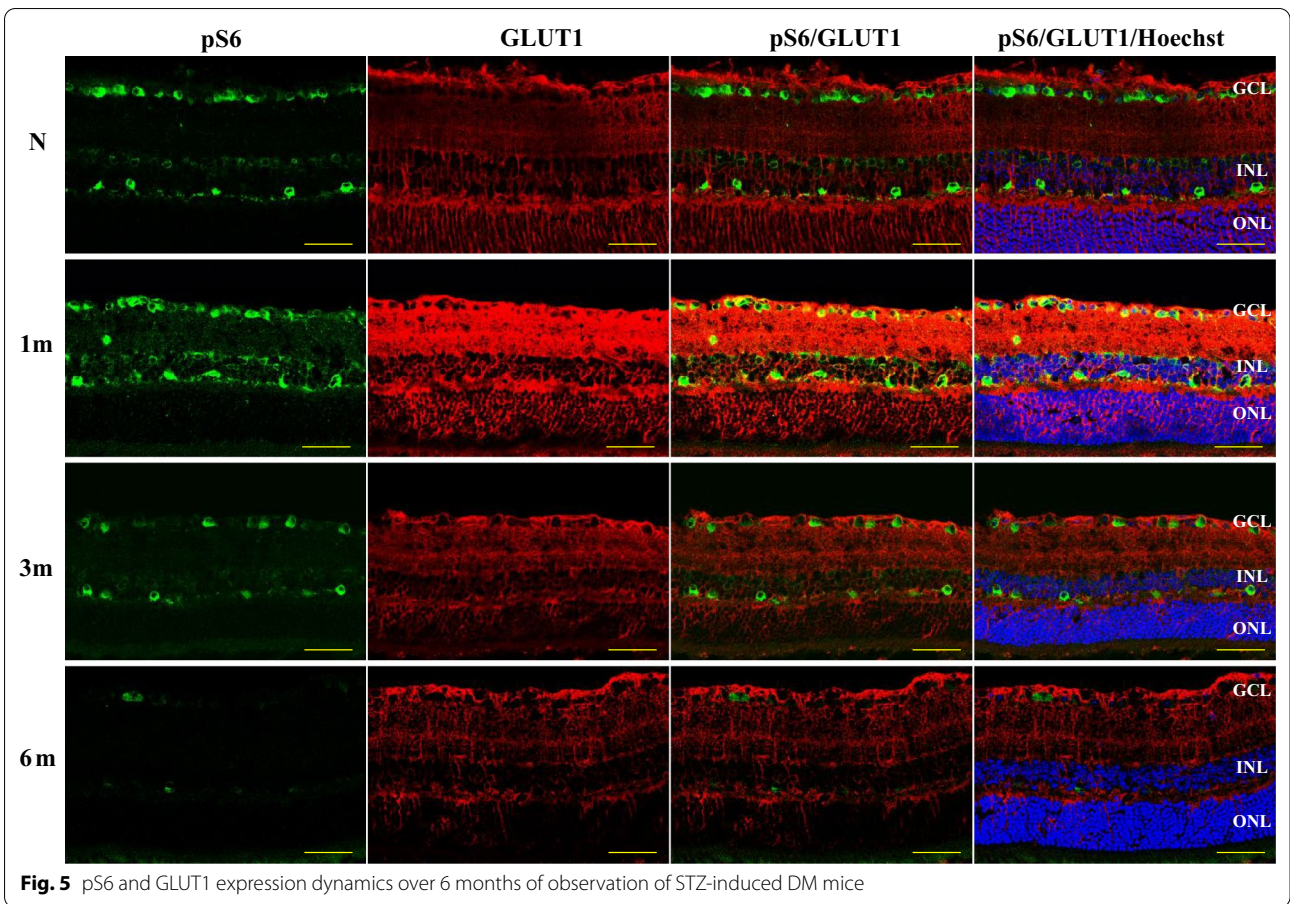 pS6 GLUT1 pS6/GLUT1 pS6/GLUT1/Hoechst
N
GCL
INL
ONL
1m
GCL
INL
ONL
3m
GCL
INL
ONL
6 m
GCL
INL
ONL
Fig. 5 pS6 and GLUT1 expression dynamics over 6 months of observation of STZ-induced DM mice